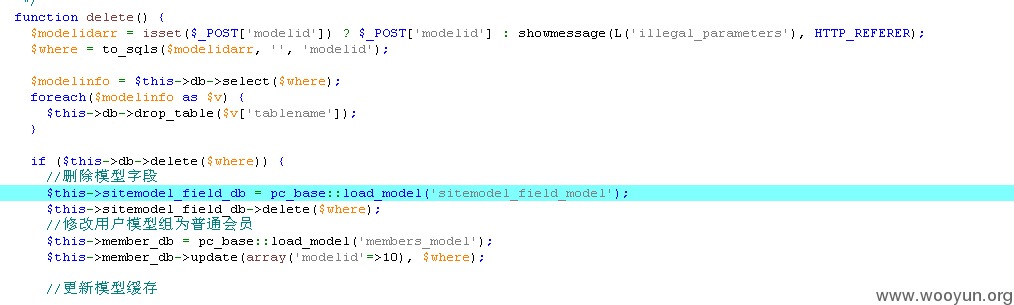 */
function delete() {
$modelidarr = isset($_POST['modelid']) ? $_POST['modelid'] : showmessage(L('illegal_parameters'), HTTP_REFERER);
$where = to_sqls($modelidarr, '', 'modelid');
$modelinfo = $this->db->select($where);
foreach($modelinfo as $v) {
$this->db->drop_table($v['tablename']);
}
if ($this->db->delete($where)) {
//删除模型字段
$this->sitemodel_field_db = pc_base::load_model('sitemodel_field_model');
$this->sitemodel_field_db->delete($where);
//修改用户模型组为普通会员
$this->member_db = pc_base::load_model('members_model');
$this->member_db->update(array('modelid'=>10), $where);
//更新模型缓存
www.wooyun.org